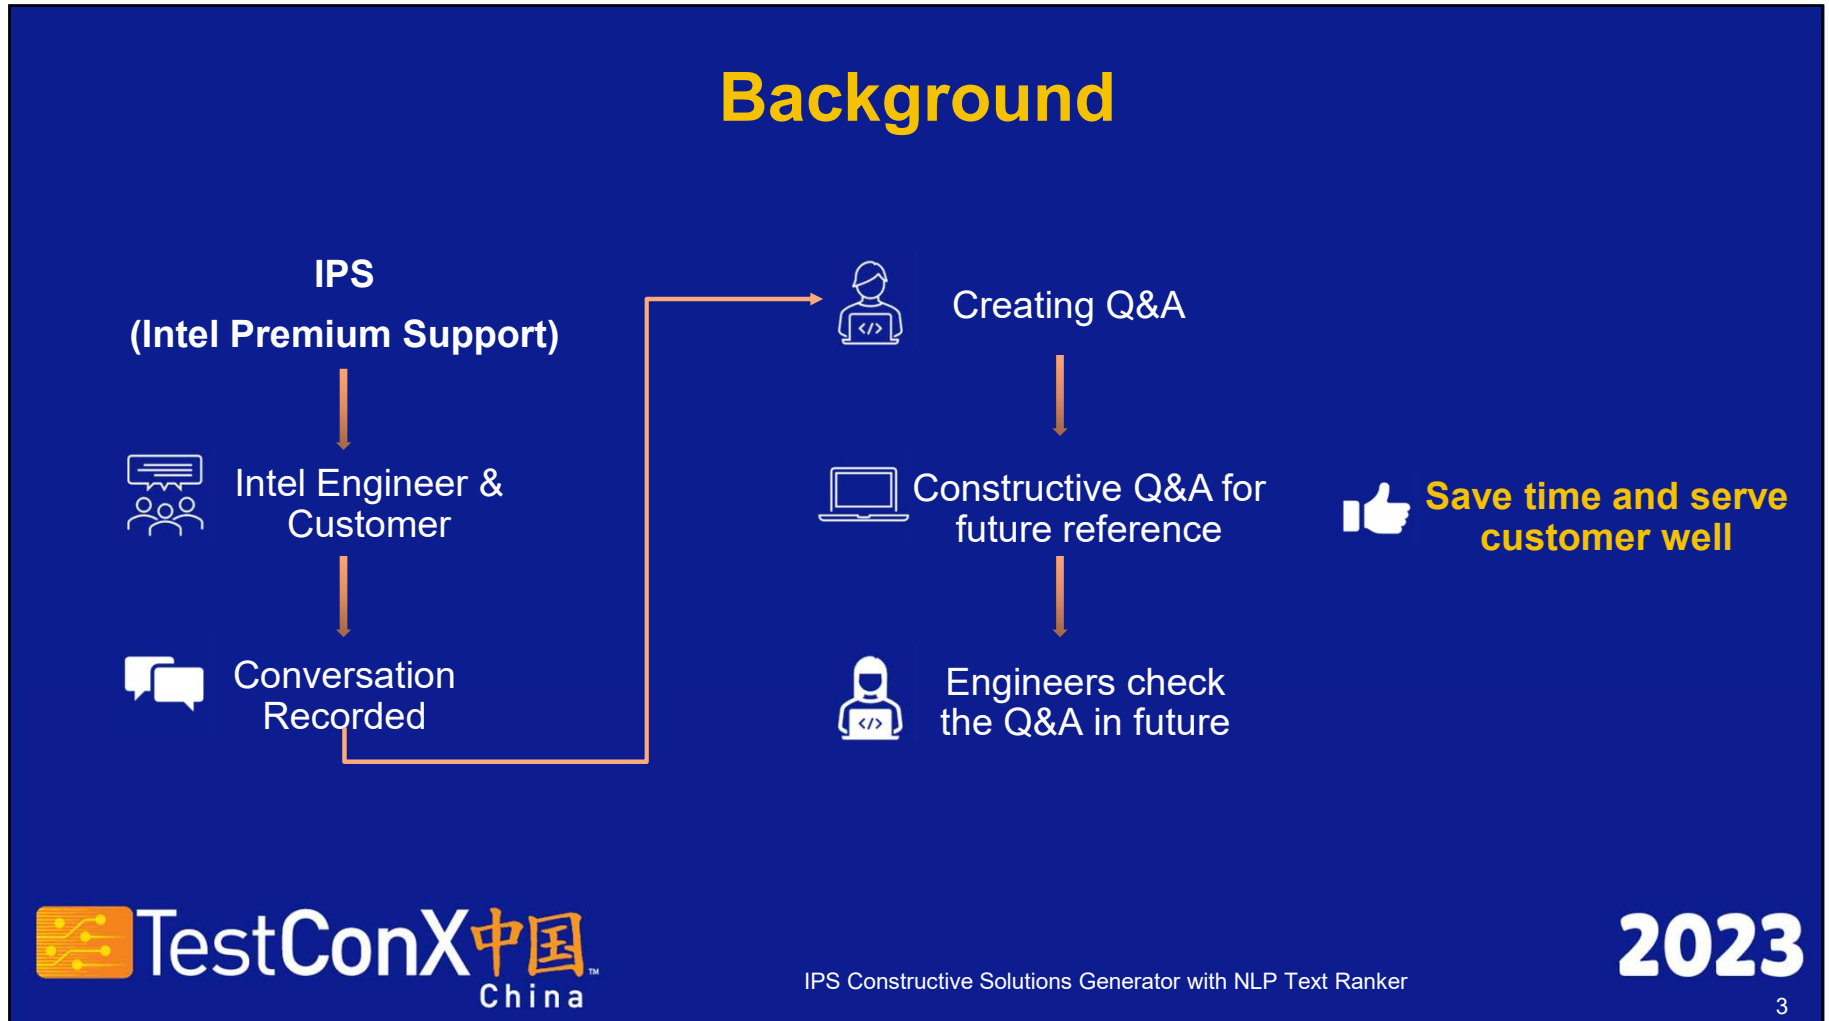 Background
IPS
(Intel Premium Support)
Intel Engineer &
Customer
Conversation
Recorded
</>
Creating Q&A
Constructive Q&A for
future reference
</>
Engineers check
the Q&A in future
Save time and serve
customer well
TestConX中国™
China
IPS Constructive Solutions Generator with NLP Text Ranker
2023
3